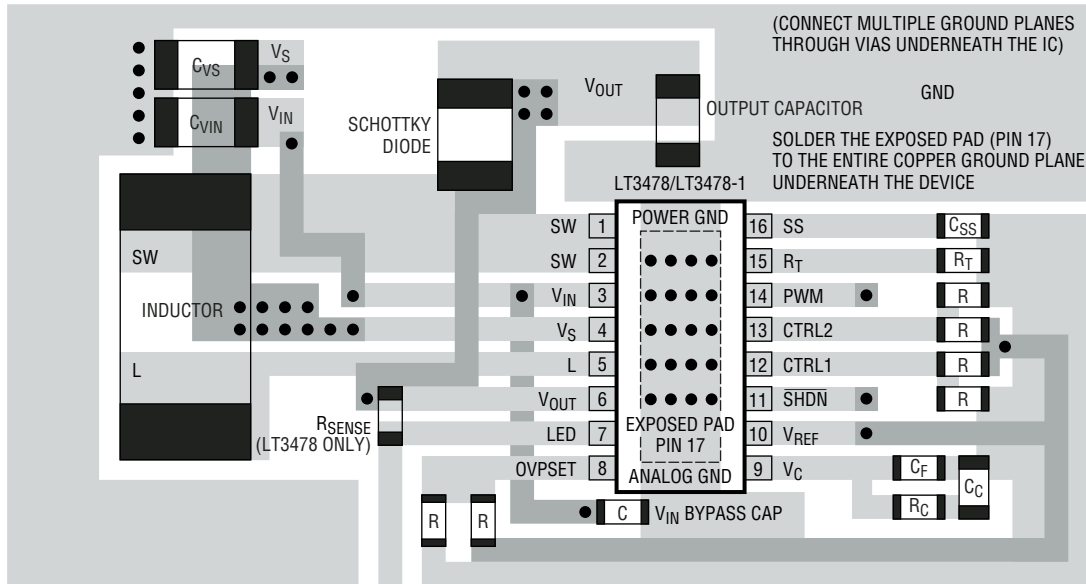 (CONNECT MULTIPLE GROUND PLANES
THROUGH VIAS UNDERNEATH THE IC)
CVS
VS
CVIN
VIN
VOUT
GND
OUTPUT CAPACITOR
SCHOTTKY
DIODE
SOLDER THE EXPOSED PAD (PIN 17)
TO THE ENTIRE COPPER GROUND PLANE
UNDERNEATH THE DEVICE
LT3478/LT3478-1
POWER GND
SW 1
16 SS
CSS
SW
SW 2
15 RT
RT
INDUCTOR
VIN 3
14 PWM
R
VS 4
13 CTRL2
R
L
L 5
12 CTRL1
R
VOUT 6
11 SHDN
R
RSENSE
(LT3478 ONLY)
LED 7
EXPOSED PAD
PIN 17
10 VREF
OVPSET 8
ANALOG GND
9 VC
CF
CC
RC
R
R
C
VIN BYPASS CAP